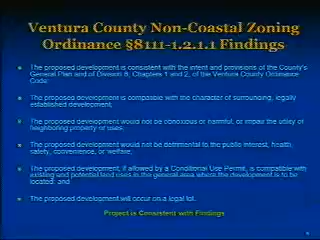 Ventura County Non-Coastal Zoning
Ordinance §8111-1.2.1.1 Findings
The proposed development is consistent with the intent and provisions of the County's
General Plan and of Division 8, Chapters 1 and 2, of the Ventura County Ordinance
Code;
The proposed development is compatible with the character of surrounding, legally
established development;
The proposed development would not be obnoxious or harmful, or impair the utility of
neighboring property or uses;
The proposed development would not be detrimental to the public interest, health,
safety, convenience, or welfare;
The proposed development, if allowed by a Conditional Use Permit, is compatible with
existing and potential land uses in the general area where the development is to be
located; and
The proposed development will occur on a legal lot.
Project is Consistent with Findings